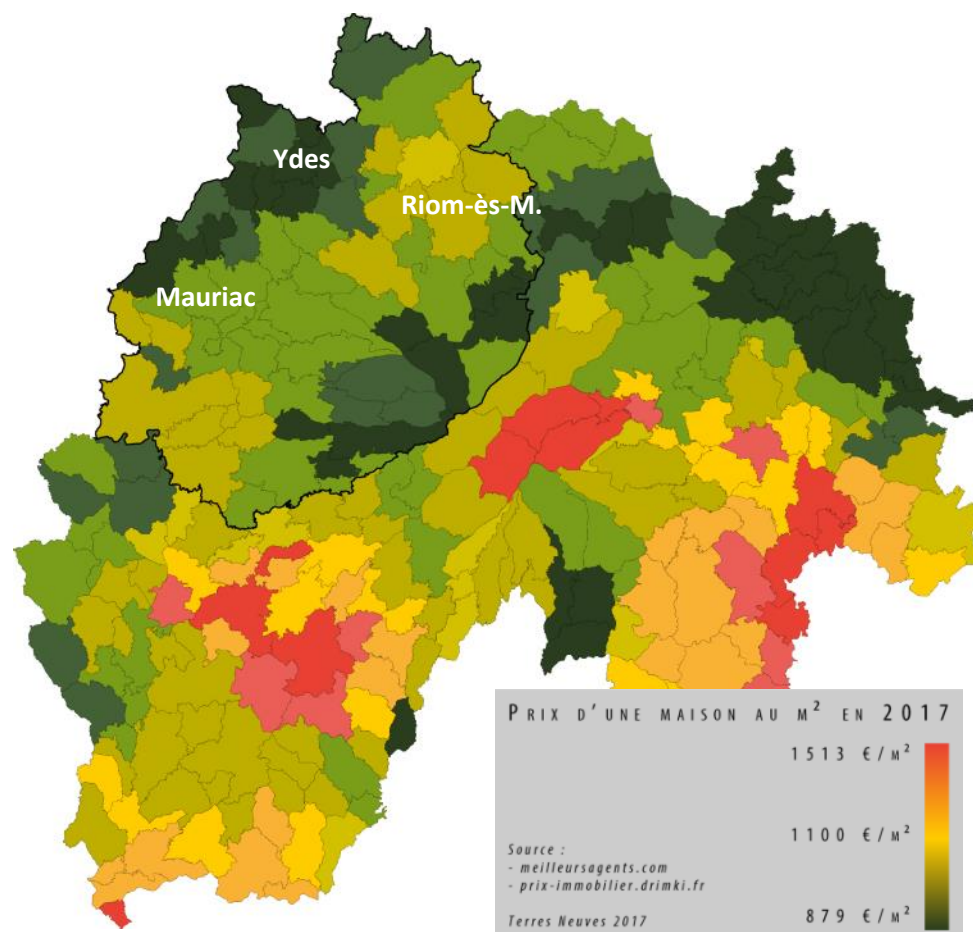 Ydes
Riom-ès-M.
Mauriac
PRIX D'UNE MAISON AU M² EN 2017
1513 €/M²
1100 €/M²
Source :
- meilleursagents.com
- prix-immobilier.drimki.fr
Terres Neuves 2017
879 €/M²